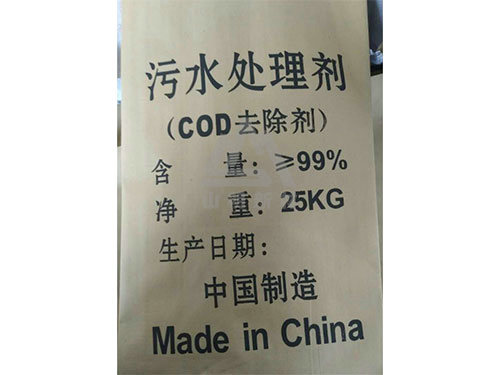 污水处理剂
（COD去除剂）
含 量：≥99%
净 重：25KG
生产日期：
中国制造
Made in China